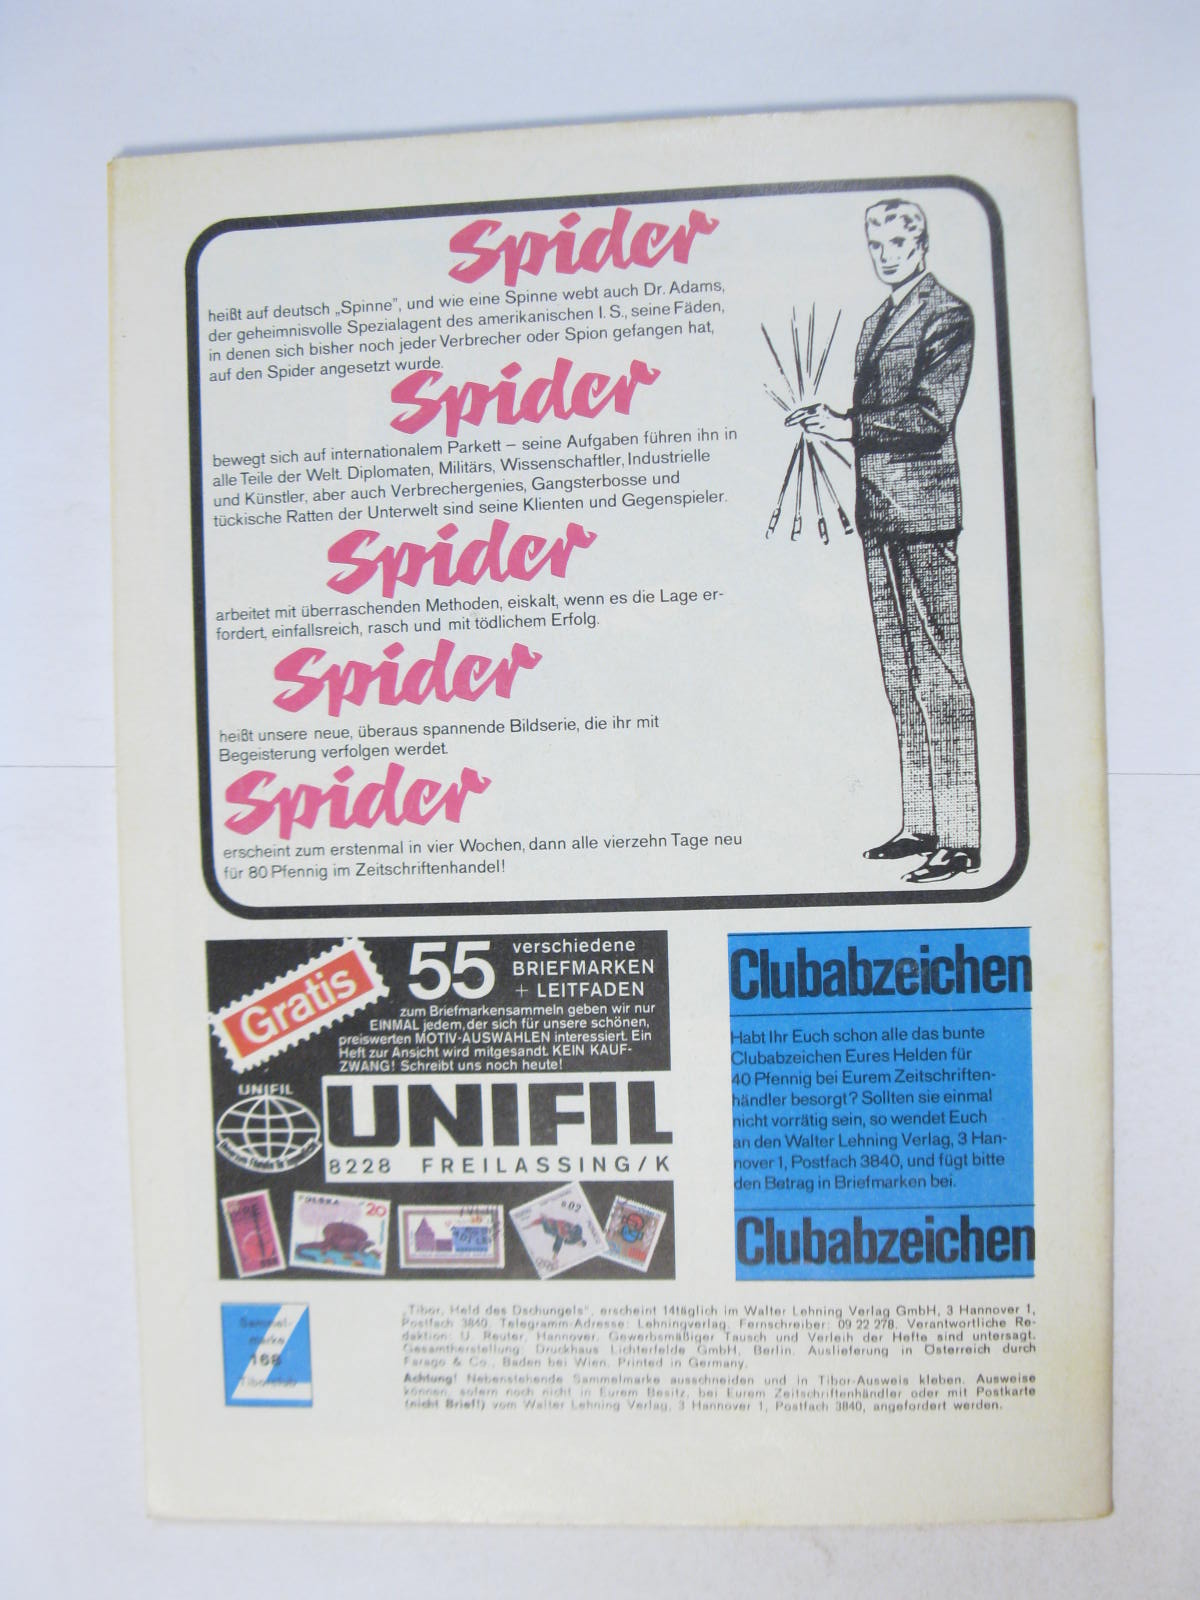 Spider
heißt auf deutsch „Spinne", und wie eine Spinne webt auch Dr. Adams,
der geheimnisvolle Spezialagent des amerikanischen I. S., seine Fäden,
in denen sich bisher noch jeder Verbrecher oder Spion gefangen hat,
auf den Spider angesetzt wurde.
Spider
bewegt sich auf internationalem Parkett – seine Aufgaben führen ihn in
alle Teile der Welt. Diplomaten, Militärs, Wissenschaftler, Industrielle
und Künstler, aber auch Verbrechergenies, Gangsterbosse und
tückische Ratten der Unterwelt sind seine Klienten und Gegenspieler.
Spider
arbeitet mit überraschenden Methoden, eiskalt, wenn es die Lage er-
fordert, einfallsreich, rasch und mit tödlichem Erfolg.
Spider
heißt unsere neue, überaus spannende Bildserie, die ihr mit
Begeisterung verfolgen werdet.
Spider
erscheint zum erstenmal in vier Wochen, dann alle vierzehn Tage neu
für 80 Pfennig im Zeitschriftenhandel!
Gratis
55 verschiedene
BRIEFMARKEN
+ LEITFADEN
zum Briefmarkensammeln geben wir nur
EINMAL jedem, der sich für unsere schönen,
preiswerten MOTIV-AUSWAHLEN interessiert. Ein
Heft zur Ansicht wird mitgesandt. KEIN KAUF-
ZWANG! Schreibt uns noch heute!
UNIFIL
UNIFIL
8228 FREILASSING/K
POLSKA
20
Clubabzeichen
Habt Ihr Euch schon alle das bunte
Clubabzeichen Eures Helden für
40 Pfennig bei Eurem Zeitschriften-
händler besorgt? Sollten sie einmal
nicht vorrätig sein, so wendet Euch
an den Walter Lehning Verlag, 3 Han-
nover 1, Postfach 3840, und fügt bitte
den Betrag in Briefmarken bei.
Clubabzeichen
Sammel-
marke
168
Tiborclub
„Tibor, Held des Dschungels", erscheint 14täglich im Walter Lehning Verlag GmbH, 3 Hannover 1,
Postfach 3840. Telegramm-Adresse: Lehningverlag. Fernschreiber: 09 22 278. Verantwortliche Re-
daktion: U. Reuter, Hannover. Gewerbsmäßiger Tausch und Verleih der Hefte sind untersagt.
Gesamtherstellung: Druckhaus Lichterfelde GmbH, Berlin. Auslieferung in Österreich durch
Farago & Co., Baden bei Wien. Printed in Germany.
Achtung! Nebenstehende Sammelmarke ausschneiden und in Tibor-Ausweis kleben. Ausweise
können, sofern noch nicht in Eurem Besitz, bei Eurem Zeitschriftenhändler oder mit Postkarte
(nicht Brief!) vom Walter Lehning Verlag, 3 Hannover 1, Postfach 3840, angefordert werden.